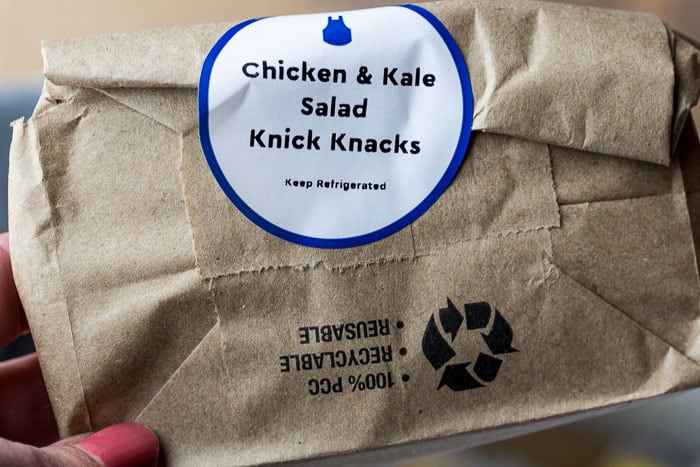 Chicken & Kale
Salad
Knick Knacks
Keep Refrigerated
• 100% PCC
• RECYCLABLE
• REUSABLE